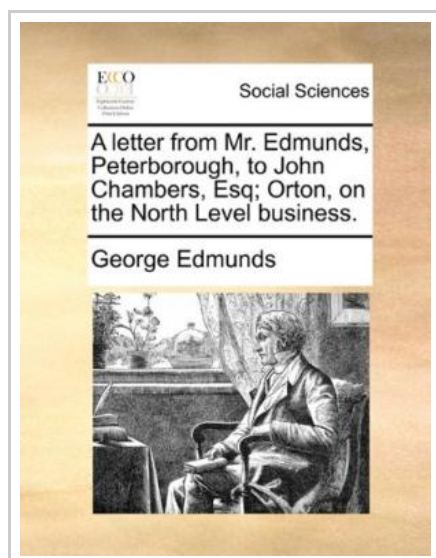 ECCO
Social Sciences
A letter from Mr. Edmunds,
Peterborough, to John
Chambers, Esq; Orton, on
the North Level business.
George Edmunds